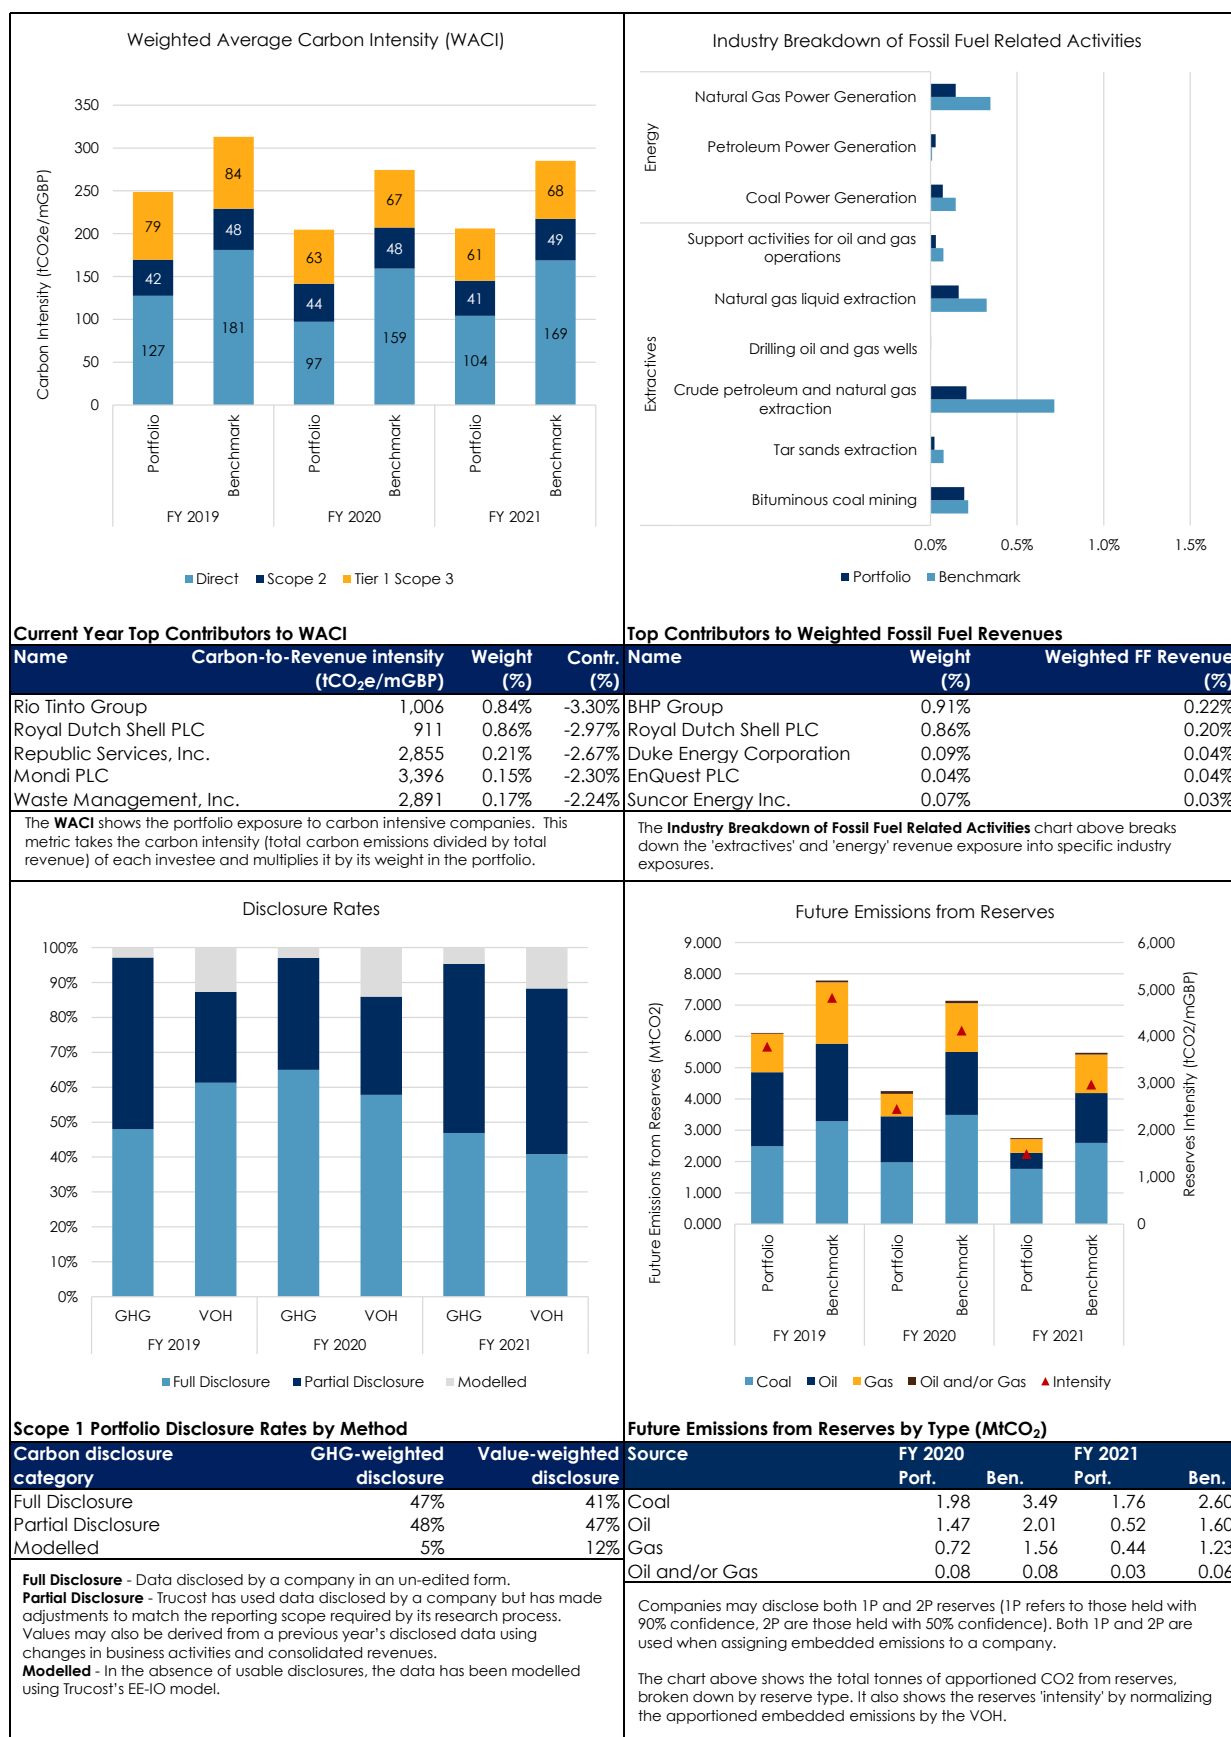 Weighted Average Carbon Intensity (WACI)
350
300
250
200
150
100
50
0
Carbon Intensity (tCO2e/mGBP)
79
42
127
84
48
181
63
44
97
67
48
159
61
41
104
68
49
169
Portfolio
Benchmark
Portfolio
Benchmark
Portfolio
Benchmark
FY 2019
FY 2020
FY 2021
Direct
Scope 2
Tier 1 Scope 3
Industry Breakdown of Fossil Fuel Related Activities
Energy
Natural Gas Power Generation
Petroleum Power Generation
Coal Power Generation
Extractives
Support activities for oil and gas
operations
Natural gas liquid extraction
Drilling oil and gas wells
Crude petroleum and natural gas
extraction
Tar sands extraction
Bituminous coal mining
0.0%
0.5%
1.0%
1.5%
Portfolio
Benchmark
Current Year Top Contributors to WACI
Name Carbon-to-Revenue intensity Weight Contr.
(tCO₂e/mGBP) (%) (%)
Rio Tinto Group 1,006 0.84% -3.30%
Royal Dutch Shell PLC 911 0.86% -2.97%
Republic Services, Inc. 2,855 0.21% -2.67%
Mondi PLC 3,396 0.15% -2.30%
Waste Management, Inc. 2,891 0.17% -2.24%
The WACI shows the portfolio exposure to carbon intensive companies. This
metric takes the carbon intensity (total carbon emissions divided by total
revenue) of each investee and multiplies it by its weight in the portfolio.
Top Contributors to Weighted Fossil Fuel Revenues
Name Weight Weighted FF Revenue
(%) (%)
BHP Group 0.91% 0.22%
Royal Dutch Shell PLC 0.86% 0.20%
Duke Energy Corporation 0.09% 0.04%
EnQuest PLC 0.04% 0.04%
Suncor Energy Inc. 0.07% 0.03%
The Industry Breakdown of Fossil Fuel Related Activities chart above breaks
down the 'extractives' and 'energy' revenue exposure into specific industry
exposures.
Disclosure Rates
100%
90%
80%
70%
60%
50%
40%
30%
20%
10%
0%
GHG
VOH
GHG
VOH
GHG
VOH
FY 2019
FY 2020
FY 2021
Full Disclosure
Partial Disclosure
Modelled
Future Emissions from Reserves
9.000
8.000
7.000
6.000
5.000
4.000
3.000
2.000
1.000
0.000
Future Emissions from Reserves (MtCO2)
6,000
5,000
4,000
3,000
2,000
1,000
0
Reserves Intensity (tCO2/mGBP)
Portfolio
Benchmark
Portfolio
Benchmark
Portfolio
Benchmark
FY 2019
FY 2020
FY 2021
Coal
Oil
Gas
Oil and/or Gas
Intensity
Scope 1 Portfolio Disclosure Rates by Method
Carbon disclosure GHG-weighted Value-weighted
category disclosure disclosure
Full Disclosure 47% 41%
Partial Disclosure 48% 47%
Modelled 5% 12%
Full Disclosure - Data disclosed by a company in an un-edited form.
Partial Disclosure - Trucost has used data disclosed by a company but has made
adjustments to match the reporting scope required by its research process.
Values may also be derived from a previous year's disclosed data using
changes in business activities and consolidated revenues.
Modelled - In the absence of usable disclosures, the data has been modelled
using Trucost's EE-IO model.
Future Emissions from Reserves by Type (MtCO₂)
Source FY 2020 FY 2021
Port. Ben. Port. Ben.
Coal 1.98 3.49 1.76 2.60
Oil 1.47 2.01 0.52 1.60
Gas 0.72 1.56 0.44 1.23
Oil and/or Gas 0.08 0.08 0.03 0.06
Companies may disclose both 1P and 2P reserves (1P refers to those held with
90% confidence, 2P are those held with 50% confidence). Both 1P and 2P are
used when assigning embedded emissions to a company.
The chart above shows the total tonnes of apportioned CO2 from reserves,
broken down by reserve type. It also shows the reserves 'intensity' by normalizing
the apportioned embedded emissions by the VOH.